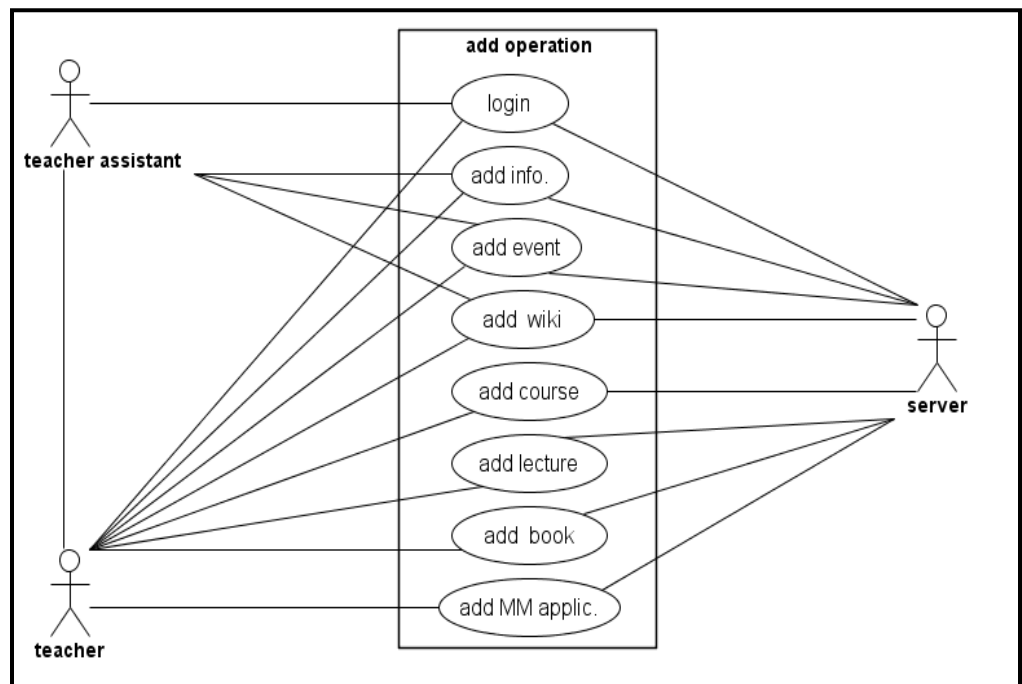 add operation
login
teacher assistant
add info.
add event
add wiki
add course
server
add lecture
add book
add MM applic.
teacher